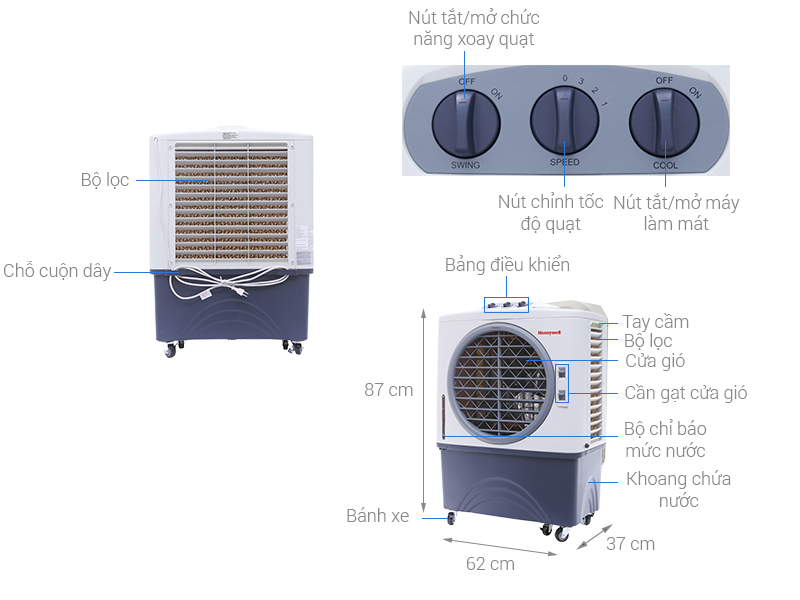 Nút tắt/mở chức
năng xoay quạt
OFF
ON
SWING
0
3
2
1
SPEED
OFF
ON
COOL
Nút chỉnh tốc
độ quạt
Nút tắt/mở máy
làm mát
Bộ lọc
Chỗ cuộn dây
Bảng điều khiển
Honeywell
Tay cầm
Bộ lọc
Cửa gió
Cần gạt cửa gió
Bộ chỉ báo
mức nước
Khoang chứa
nước
Bánh xe
87 cm
62 cm
37 cm